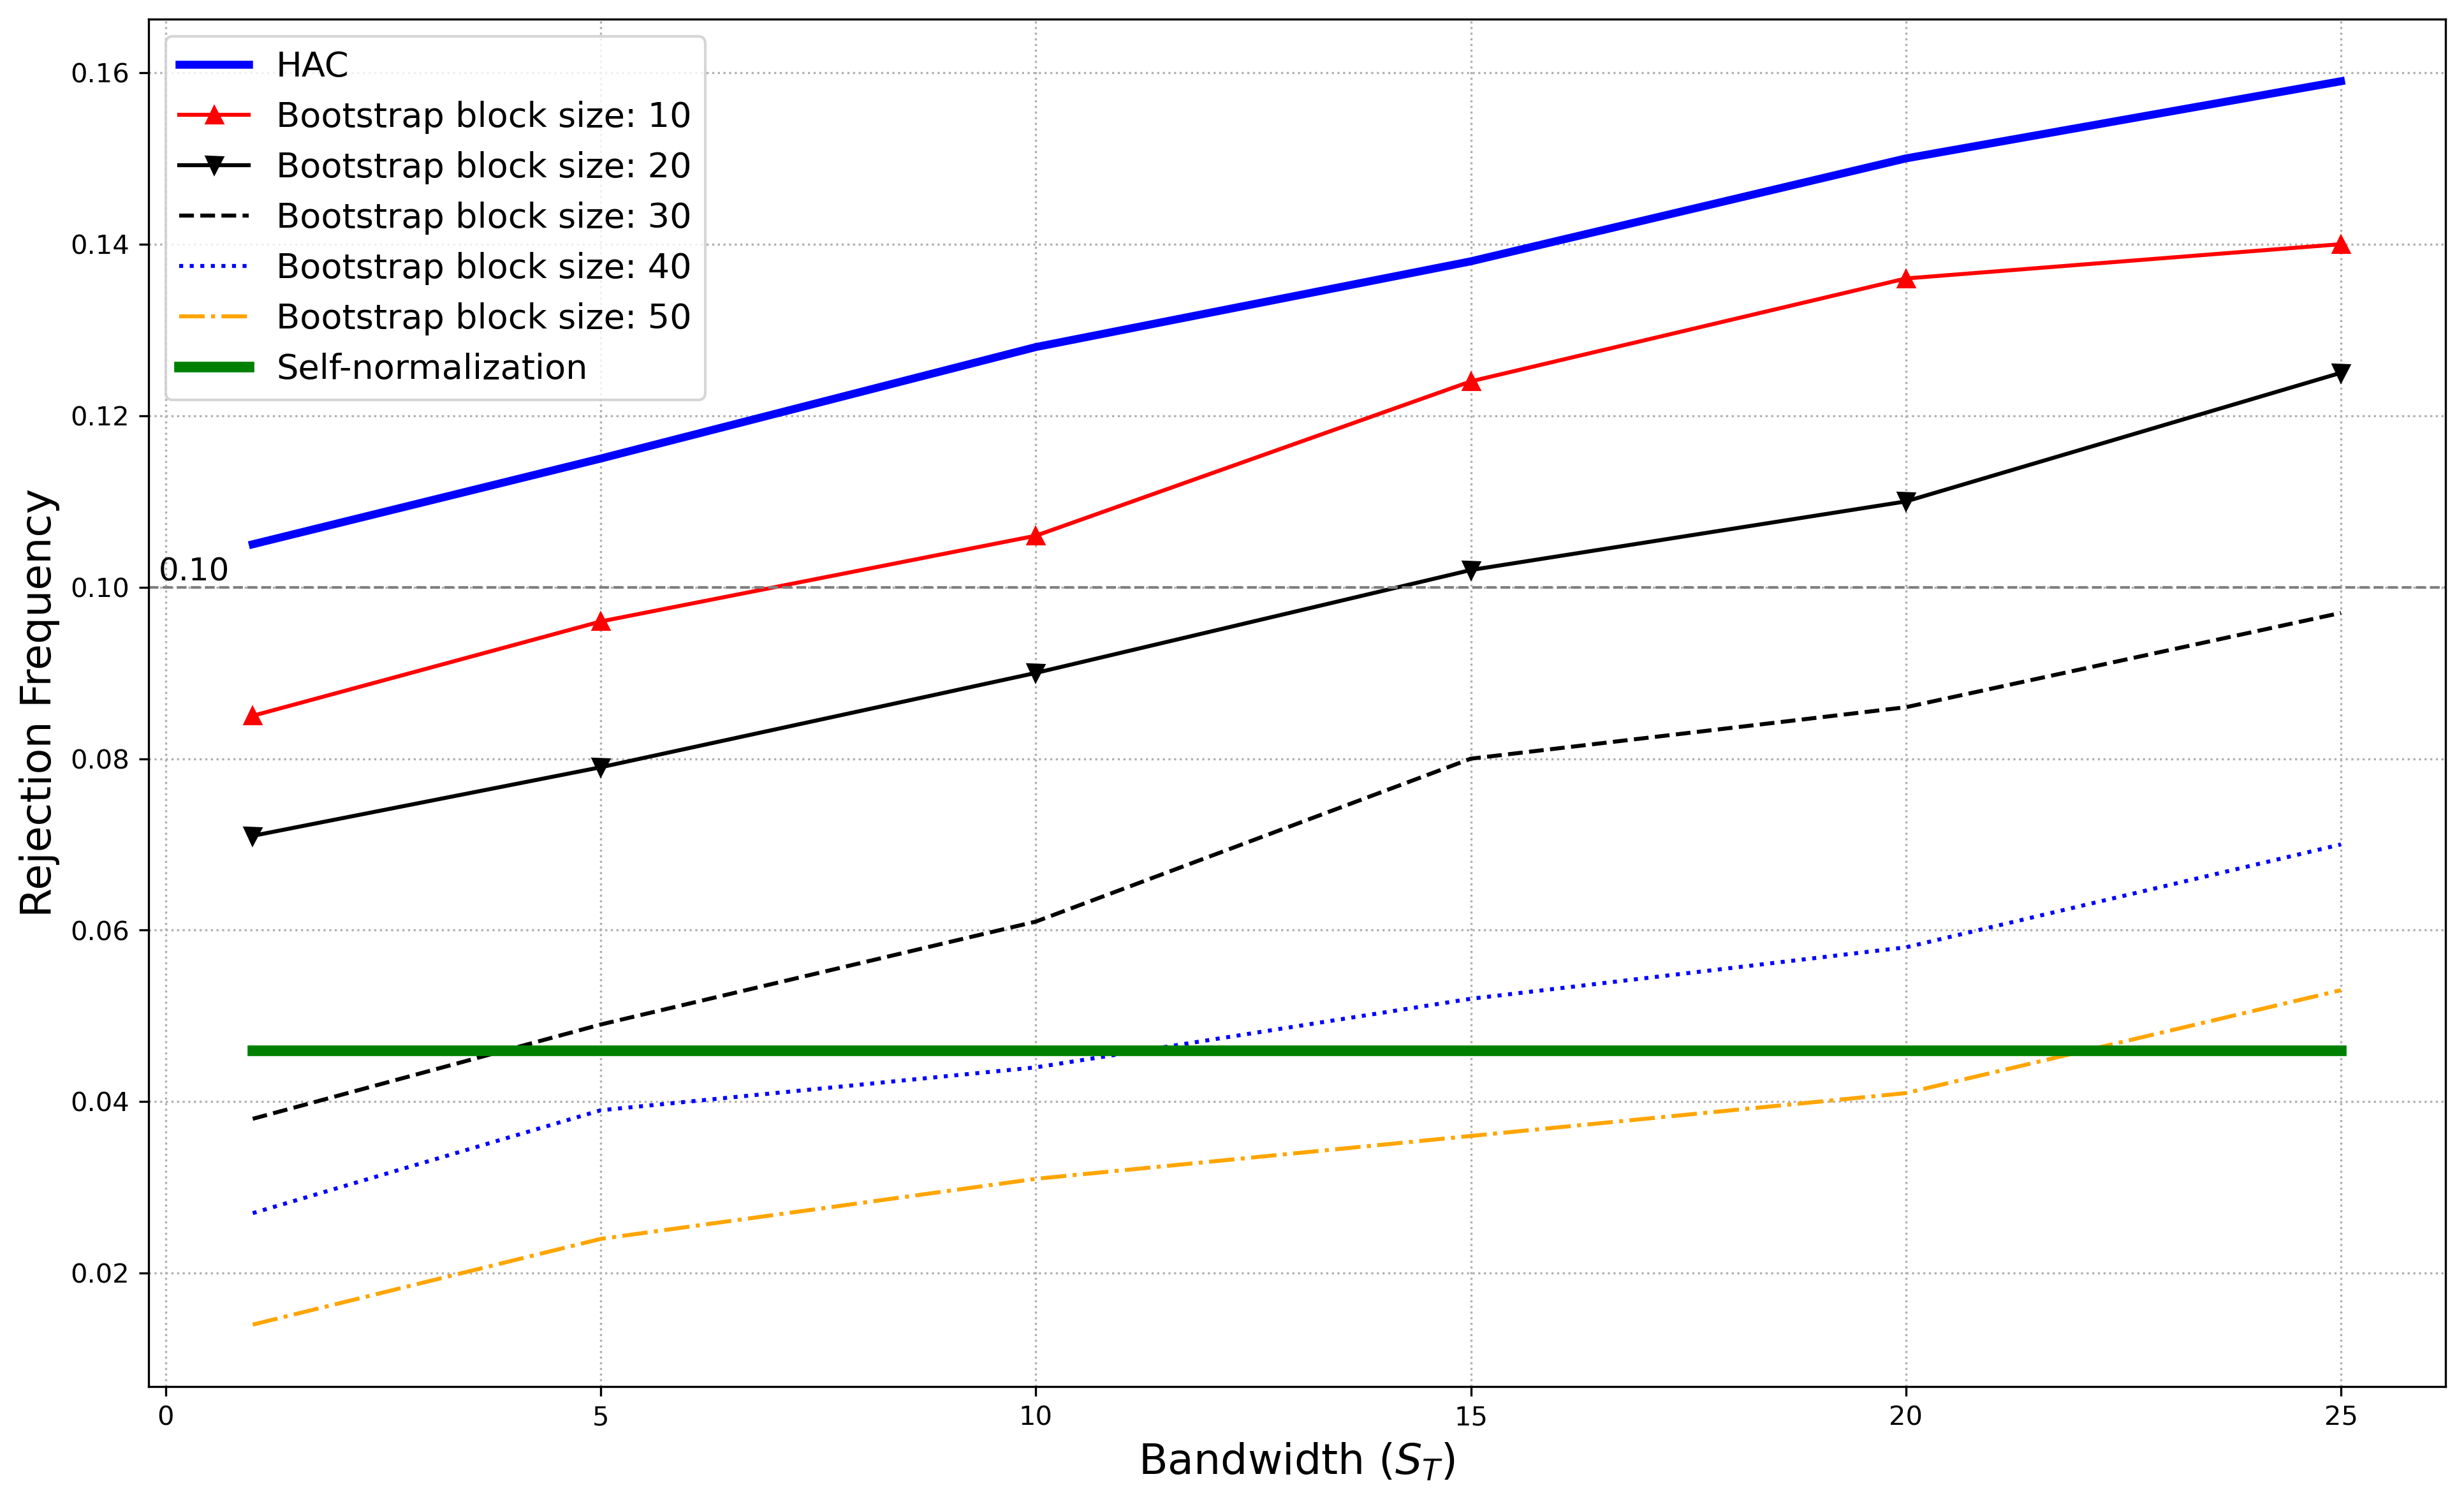 HAC
Bootstrap block size: 10
Bootstrap block size: 20
Bootstrap block size: 30
Bootstrap block size: 40
Bootstrap block size: 50
Self-normalization
0.16
0.14
0.12
0.10
0.10
0.08
0.06
0.04
0.02
Rejection Frequency
0 5 10 15 20 25
Bandwidth (S_T)